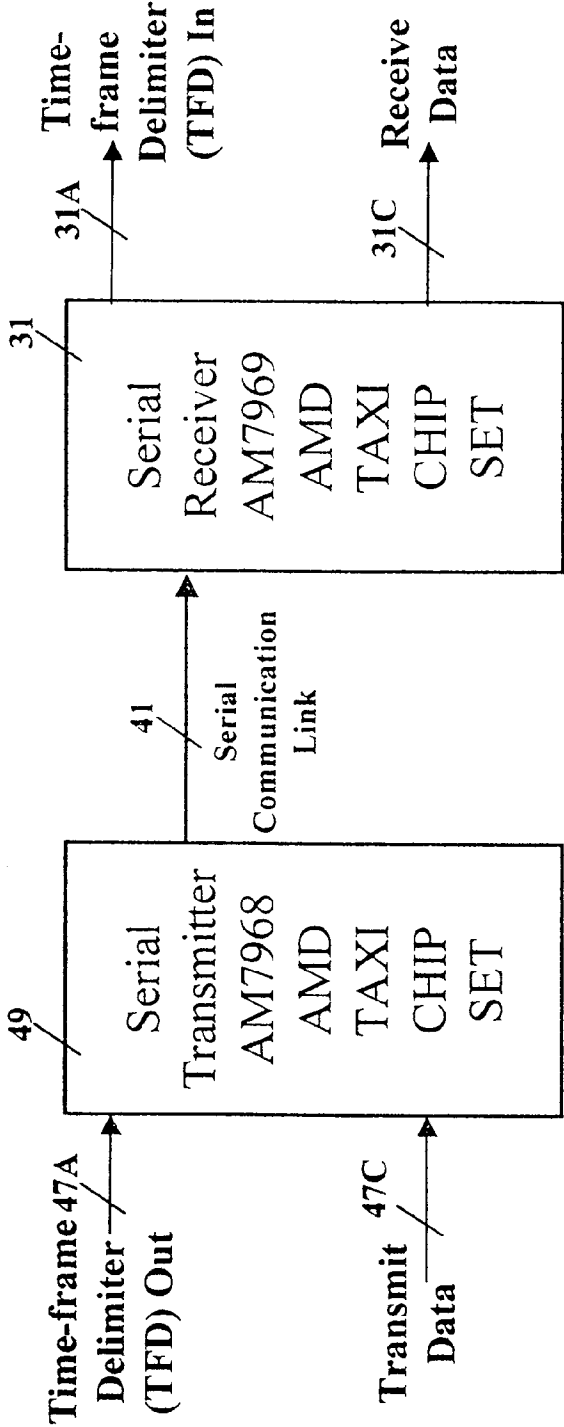 Time-frame 47A
Delimiter
(TFD) Out
Transmit 47C
Data
49
Serial
Transmitter
AM7968
AMD
TAXI
CHIP
SET
41
Serial
Communication
Link
31
Serial
Receiver
AM7969
AMD
TAXI
CHIP
SET
31A
Time-
frame
Delimiter
(TFD) In
31C
Receive
Data